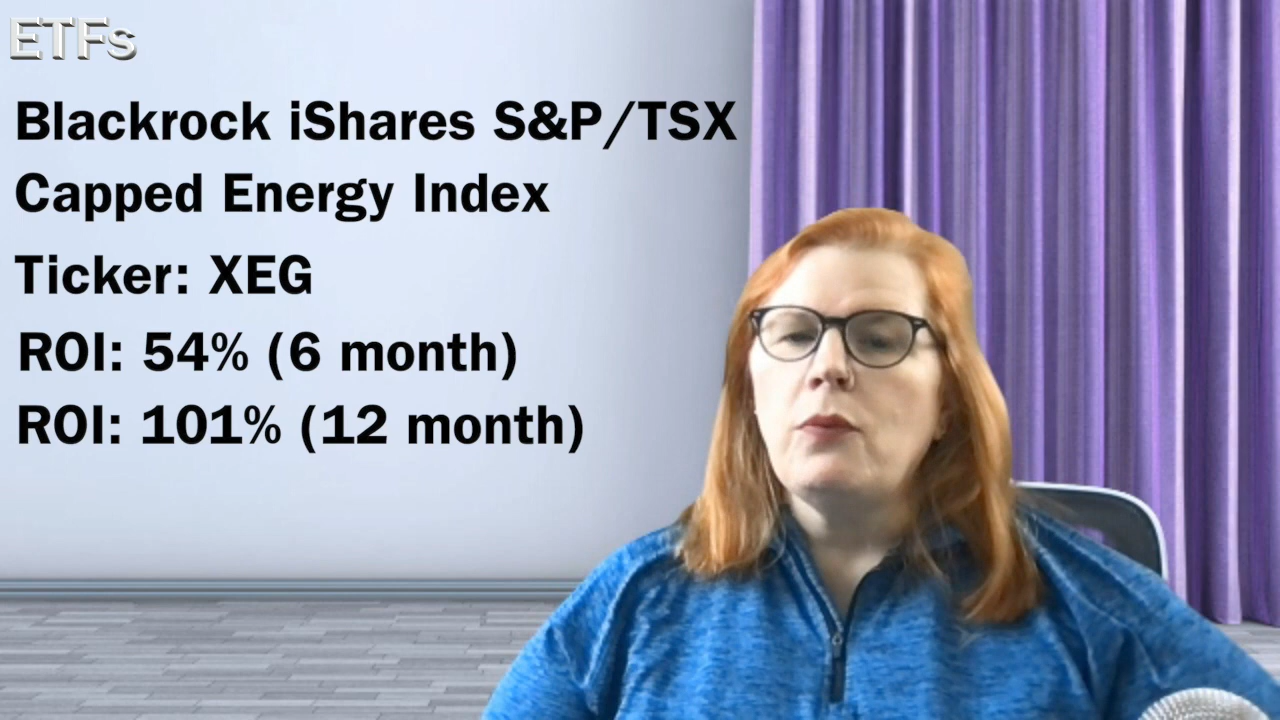 ETFs
Blackrock iShares S&P/TSX
Capped Energy Index
Ticker: XEG
ROI: 54% (6 month)
ROI: 101% (12 month)